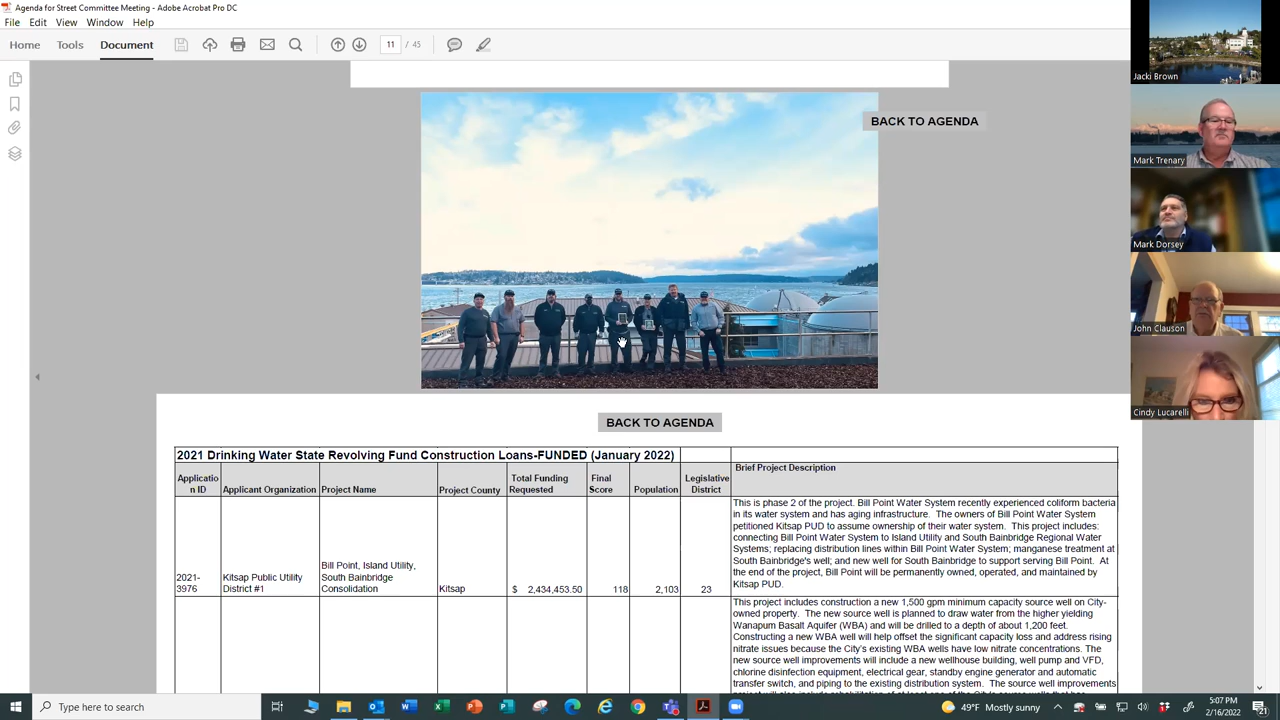 Agenda for Street Committee Meeting - Adobe Acrobat Pro DC
File Edit View Window Help
Home Tools Document 11 / 45
BACK TO AGENDA
Jacki Brown
Mark Trenary
Mark Dorsey
John Clauson
Cindy Lucarelli
BACK TO AGENDA
2021 Drinking Water State Revolving Fund Construction Loans-FUNDED (January 2022)
Applicatio
n ID
Applicant Organization
Project Name
Project County
Total Funding
Requested
Final
Score
Population
Legislative
District
Brief Project Description
2021-
3976
Kitsap Public Utility
District #1
Bill Point, Island Utility,
South Bainbridge
Consolidation
Kitsap
$ 2,434,453.50
118
2,103
23
This is phase 2 of the project. Bill Point Water System recently experienced coliform bacteria
in its water system and has aging infrastructure. The owners of Bill Point Water System
petitioned Kitsap PUD to assume ownership of their water system. This project includes:
connecting Bill Point Water System to Island Utility and South Bainbridge Regional Water
Systems; replacing distribution lines within Bill Point Water System; manganese treatment at
South Bainbridge's well; and new well for South Bainbridge to support serving Bill Point. At
the end of the project, Bill Point will be permanently owned, operated, and maintained by
Kitsap PUD.
This project includes construction a new 1,500 gpm minimum capacity source well on City-
owned property. The new source well is planned to draw water from the higher yielding
Wanapum Basalt Aquifer (WBA) and will be drilled to a depth of about 1,200 feet.
Constructing a new WBA well will help offset the significant capacity loss and address rising
nitrate issues because the City's existing WBA wells have low nitrate concentrations. The
new source well improvements will include a new wellhouse building, well pump and VFD,
chlorine disinfection equipment, electrical gear, standby engine generator and automatic
transfer switch, and piping to the existing distribution system. The source well improvements
Type here to search
49°F Mostly sunny
5:07 PM
2/16/2022
21